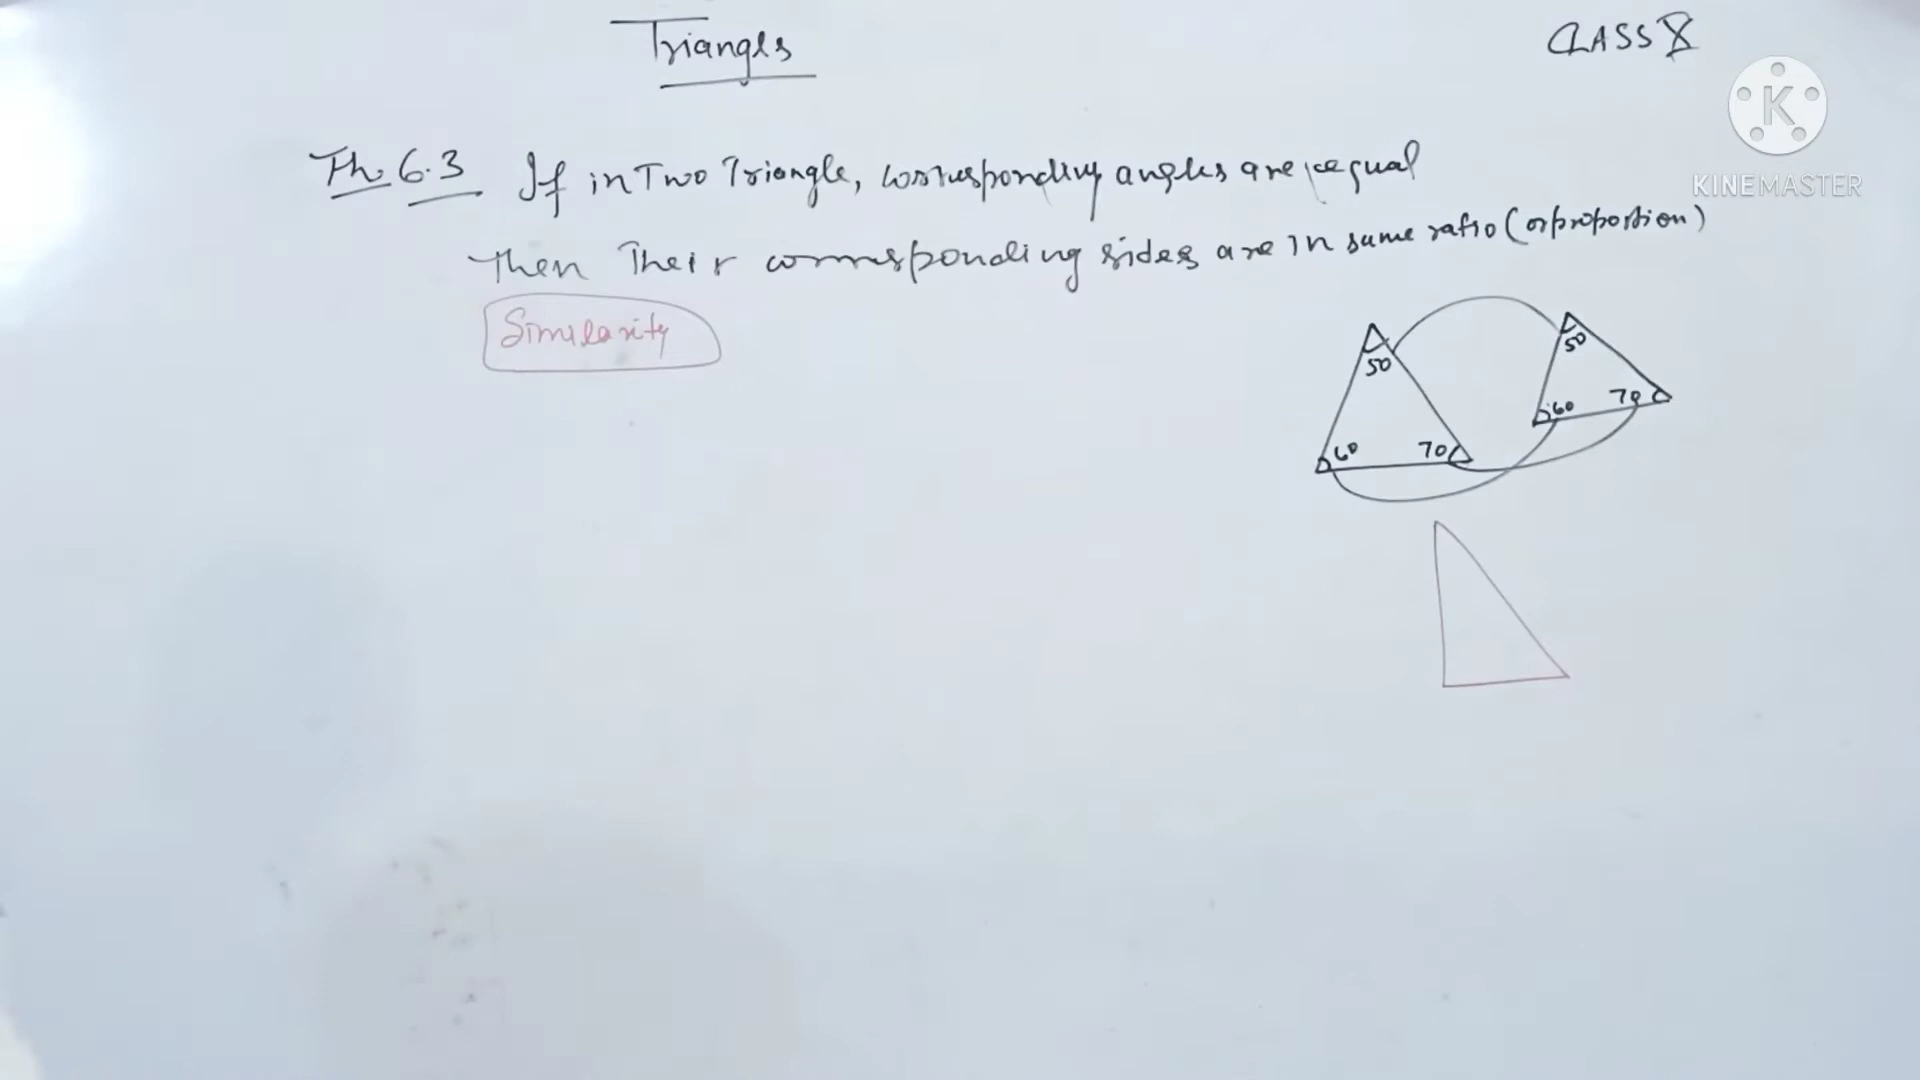 Triangls
CLASS X
K
KINEMASTER
Th. 6.3 If in Two Triangle, corresponding angles are equal
Then Their corresponding sides are in same ratio (or proportion)
Similarity
50
60 70
50
60 70